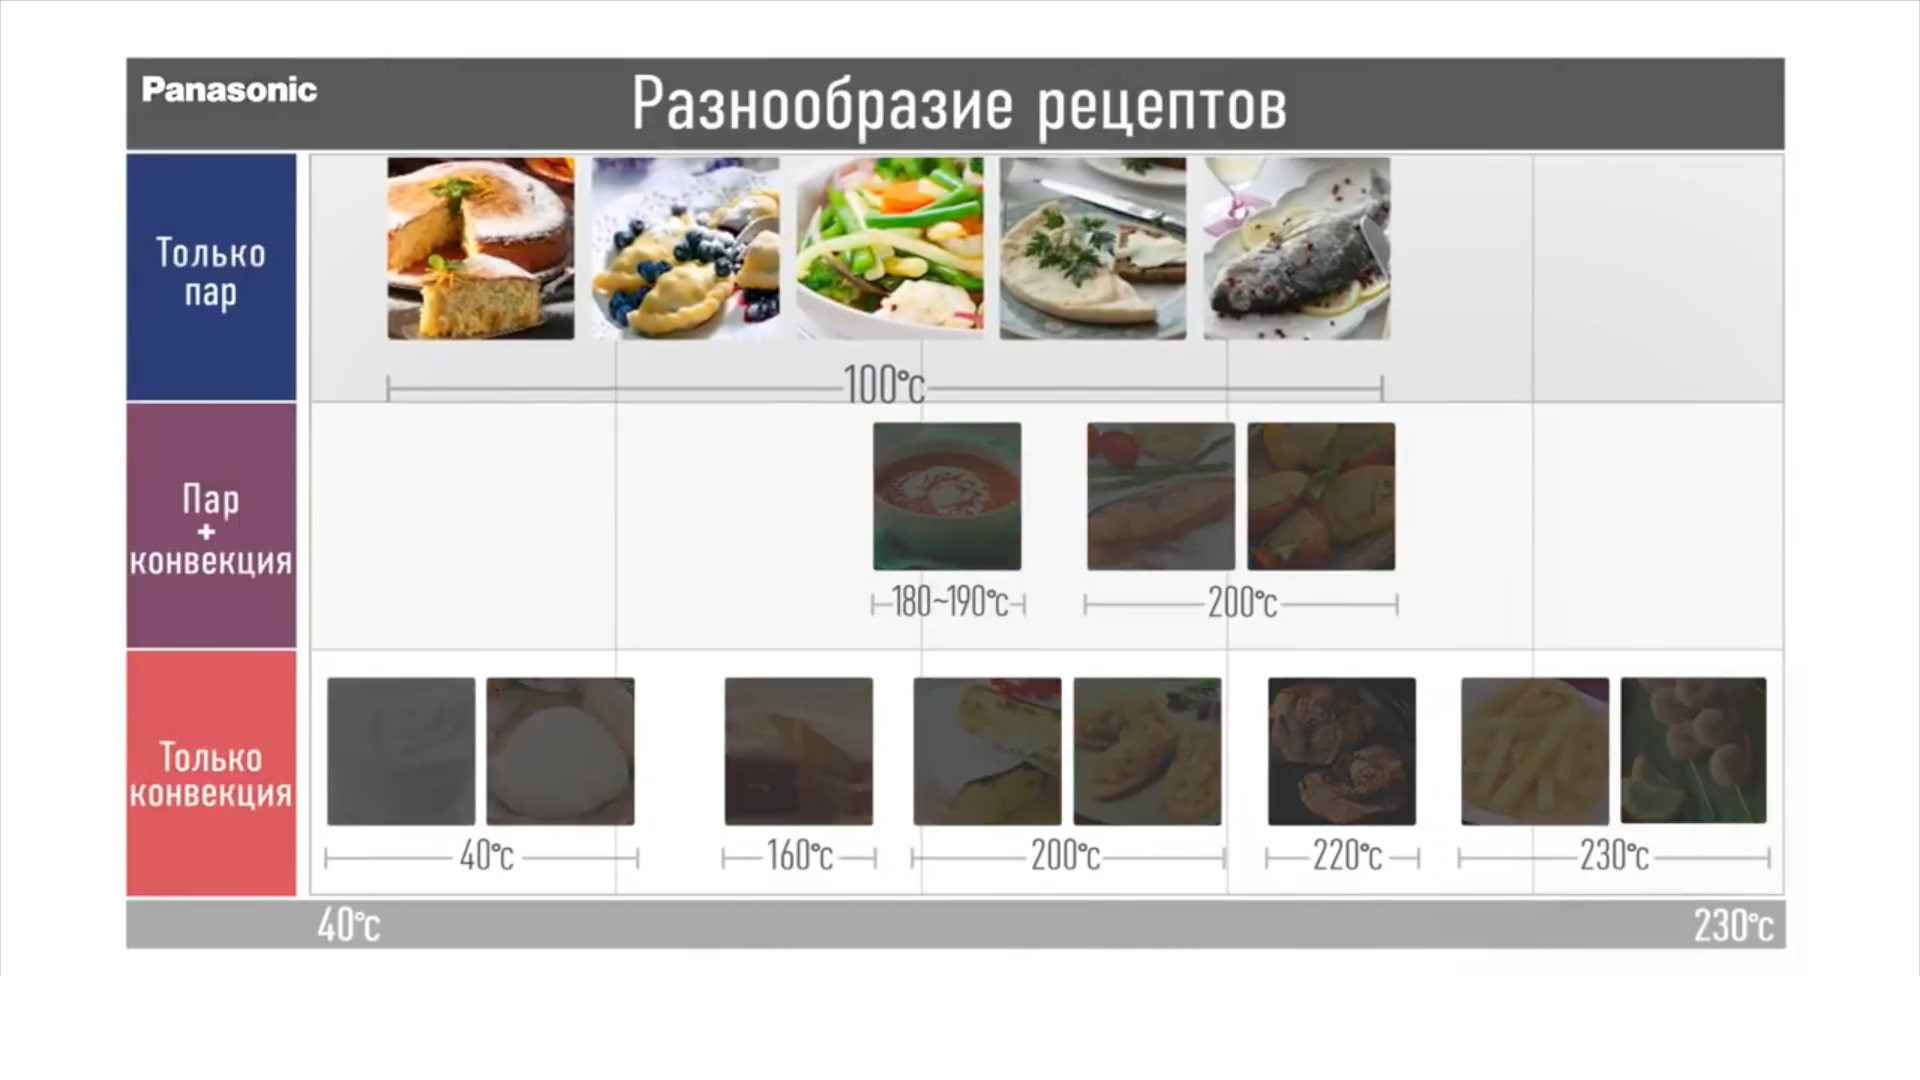 Panasonic
Разнообразие рецептов
Только
пар
100°c
Пар
+
конвекция
180~190°c
200°c
Только
конвекция
40°c
160°c
200°c
220°c
230°c
40°c
230°c